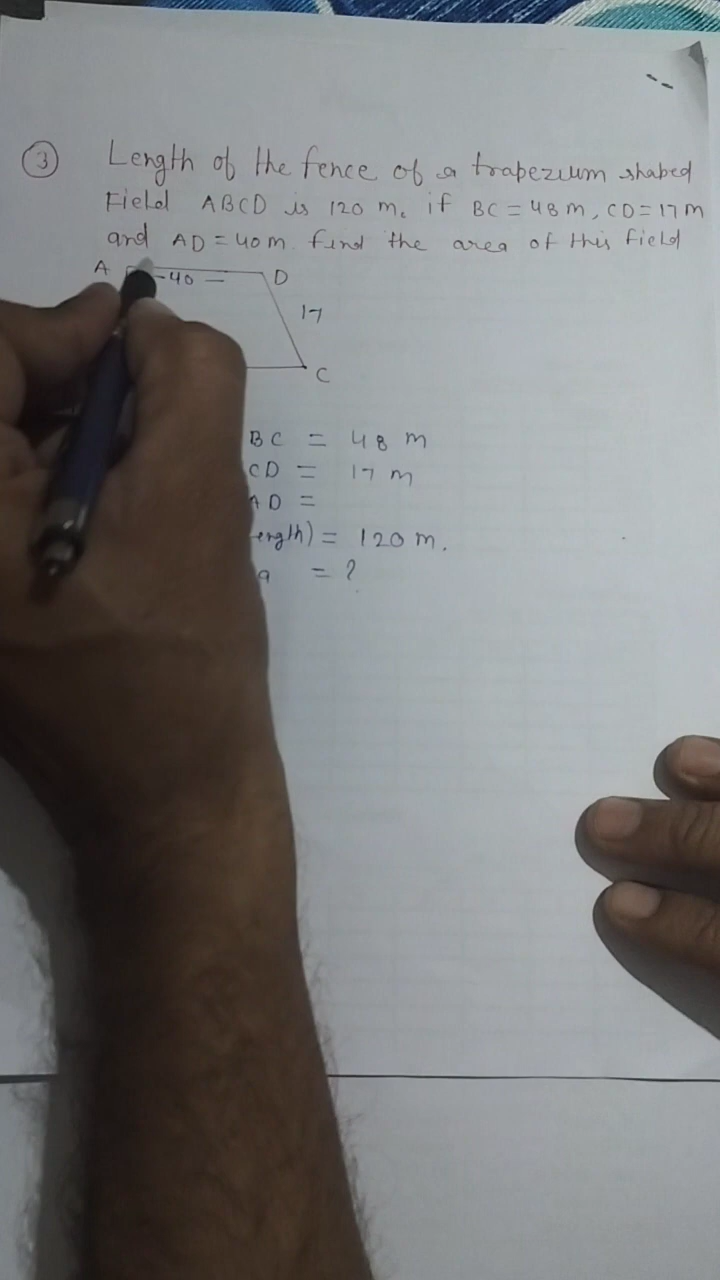 3 Length of the fence of a trapezium shaped
Field ABCD is 120 m. if BC = 48 m, CD = 17 m
and AD = 40 m. find the area of this field
A 40 D
17
C
BC = 48 m
CD = 17 m
AD =
ength) = 120 m.
a = ?